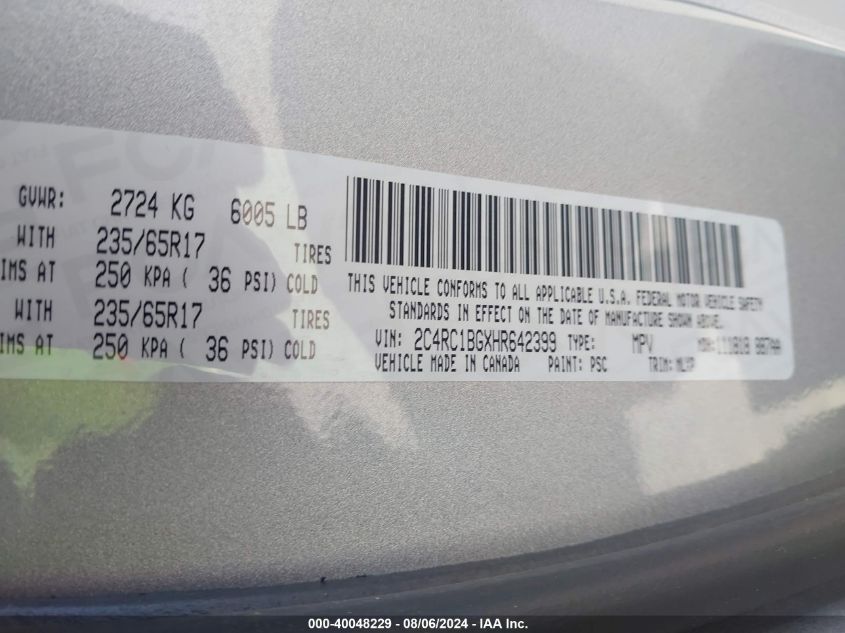 GVWR: 2724 KG 6005 LB
WITH 235/65R17 TIRES
IMS AT 250 KPA ( 36 PSI) COLD
WITH 235/65R17 TIRES
IMS AT 250 KPA ( 36 PSI) COLD
THIS VEHICLE CONFORMS TO ALL APPLICABLE U.S.A. FEDERAL MOTOR VEHICLE SAFETY
STANDARDS IN EFFECT ON THE DATE OF MANUFACTURE SHOWN ABOVE.
VIN: 2C4RC1BGXHR642399 TYPE: MPV MDH:
VEHICLE MADE IN CANADA PAINT: PSC TRIM:
000-40048229 - 08/06/2024 - IAA Inc.